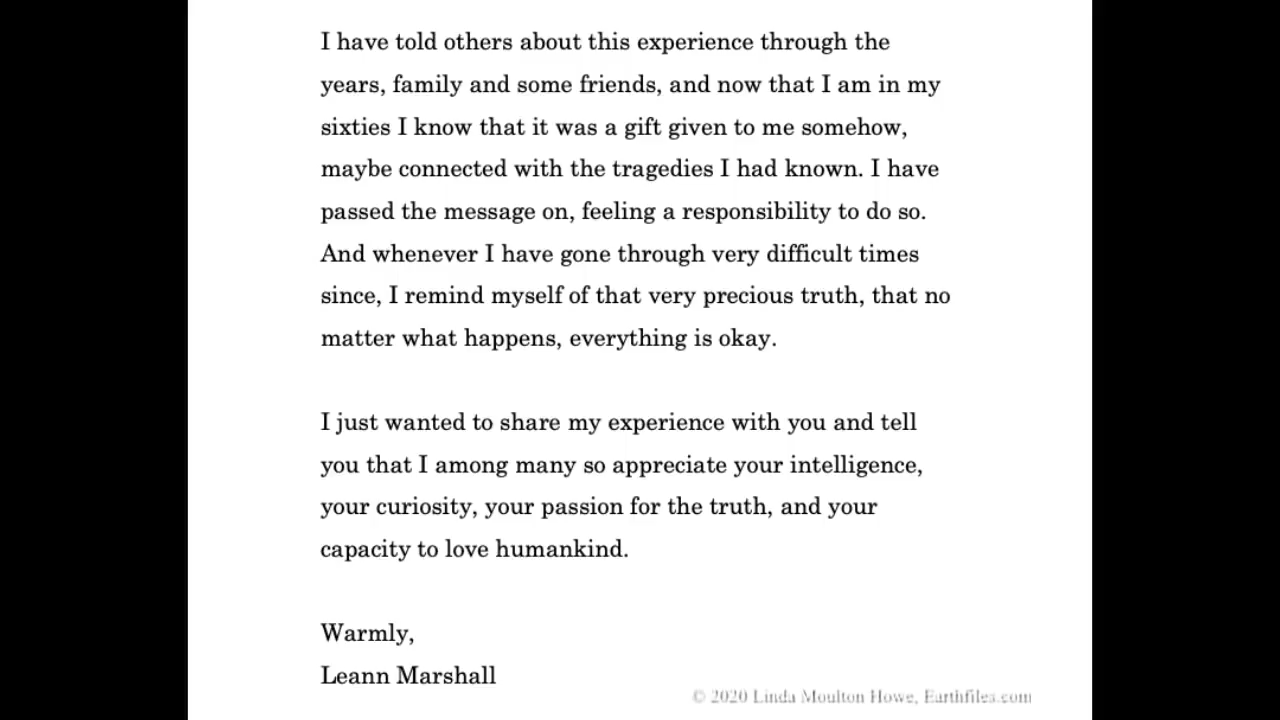 I have told others about this experience through the
years, family and some friends, and now that I am in my
sixties I know that it was a gift given to me somehow,
maybe connected with the tragedies I had known. I have
passed the message on, feeling a responsibility to do so.
And whenever I have gone through very difficult times
since, I remind myself of that very precious truth, that no
matter what happens, everything is okay.
I just wanted to share my experience with you and tell
you that I among many so appreciate your intelligence,
your curiosity, your passion for the truth, and your
capacity to love humankind.
Warmly,
Leann Marshall
© 2020 Linda Moulton Howe, Earthfiles.com